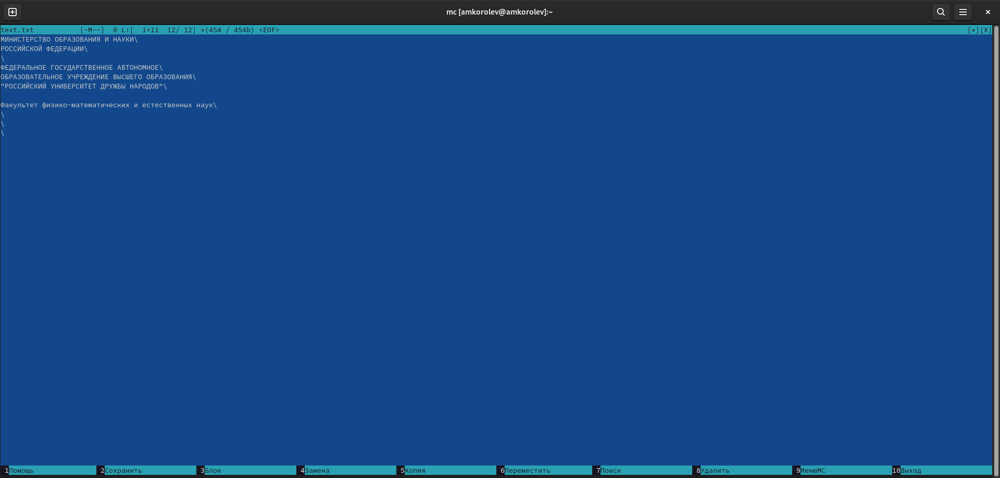 mc [amkorolev@amkorolev]:~
text.txt [-M--] 0 L:[ 1+11 12/ 12] *(454 / 454b) <EOF> [*][X]
МИНИСТЕРСТВО ОБРАЗОВАНИЯ И НАУКИ\
РОССИЙСКОЙ ФЕДЕРАЦИИ\
\
ФЕДЕРАЛЬНОЕ ГОСУДАРСТВЕННОЕ АВТОНОМНОЕ\
ОБРАЗОВАТЕЛЬНОЕ УЧРЕЖДЕНИЕ ВЫСШЕГО ОБРАЗОВАНИЯ\
"РОССИЙСКИЙ УНИВЕРСИТЕТ ДРУЖБЫ НАРОДОВ"\
Факультет физико-математических и естественных наук\
\
\
\
1Помощь 2Сохранить 3Блок 4Замена 5Копия 6Переместить 7Поиск 8Удалить 9МенюMC 10Выход